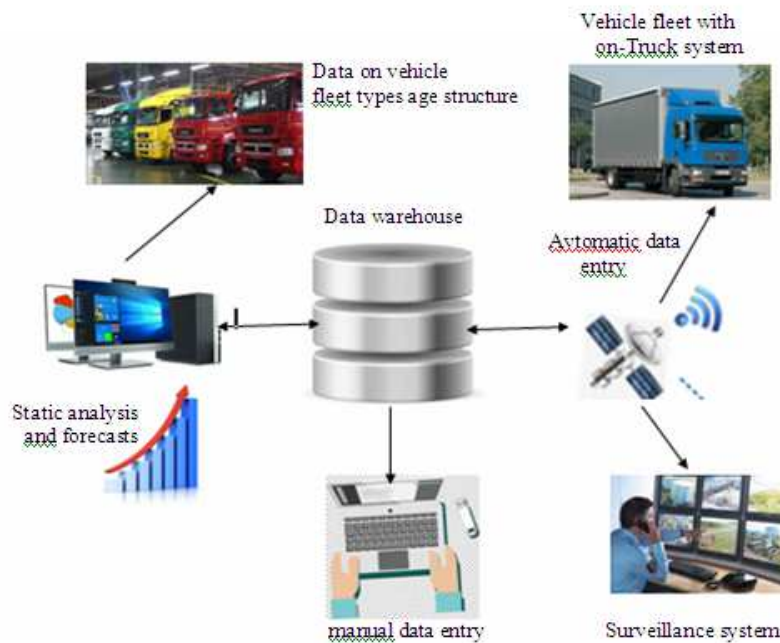 Vehicle fleet with
on-Truck system
Data on vehicle
fleet types age structure
Data warehouse
Avtomatic data
entry
Static analysis
and forecasts
manual data entry
Surveillance system